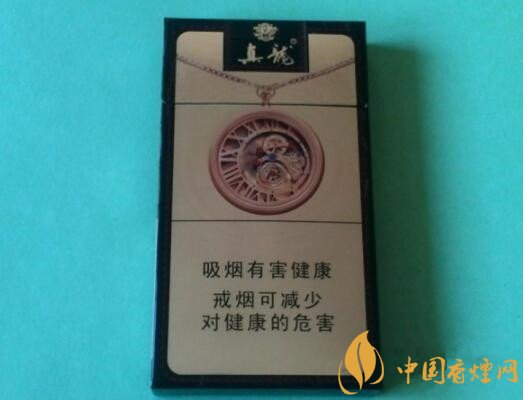 真龙
吸烟有害健康
戒烟可减少
对健康的危害
中国香烟网